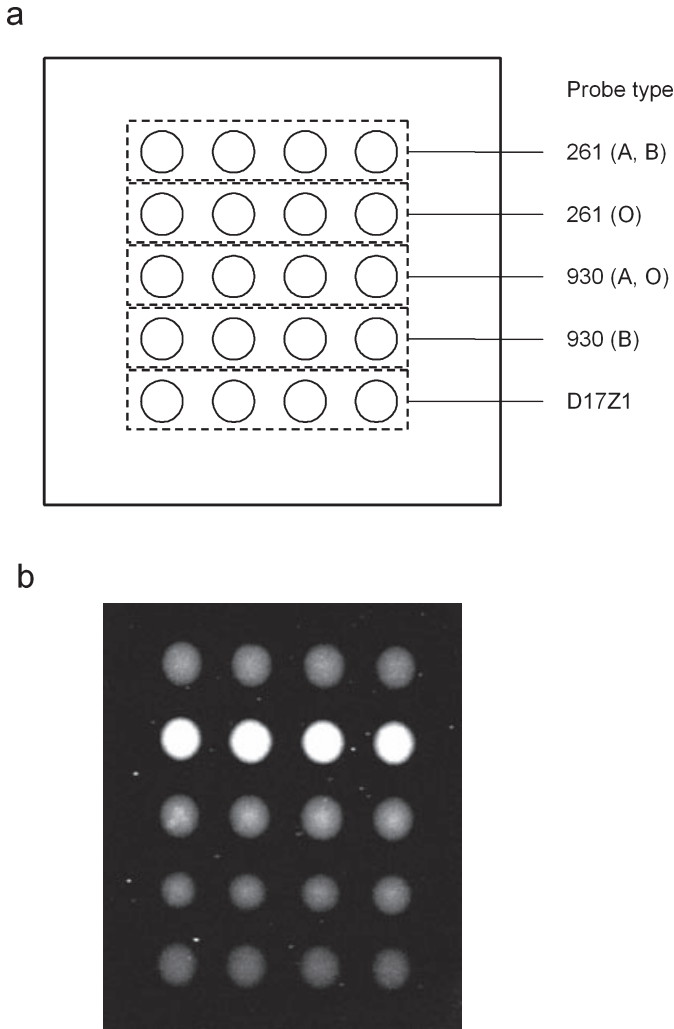 a
Probe type
261 (A, B)
261 (O)
930 (A, O)
930 (B)
D17Z1
b